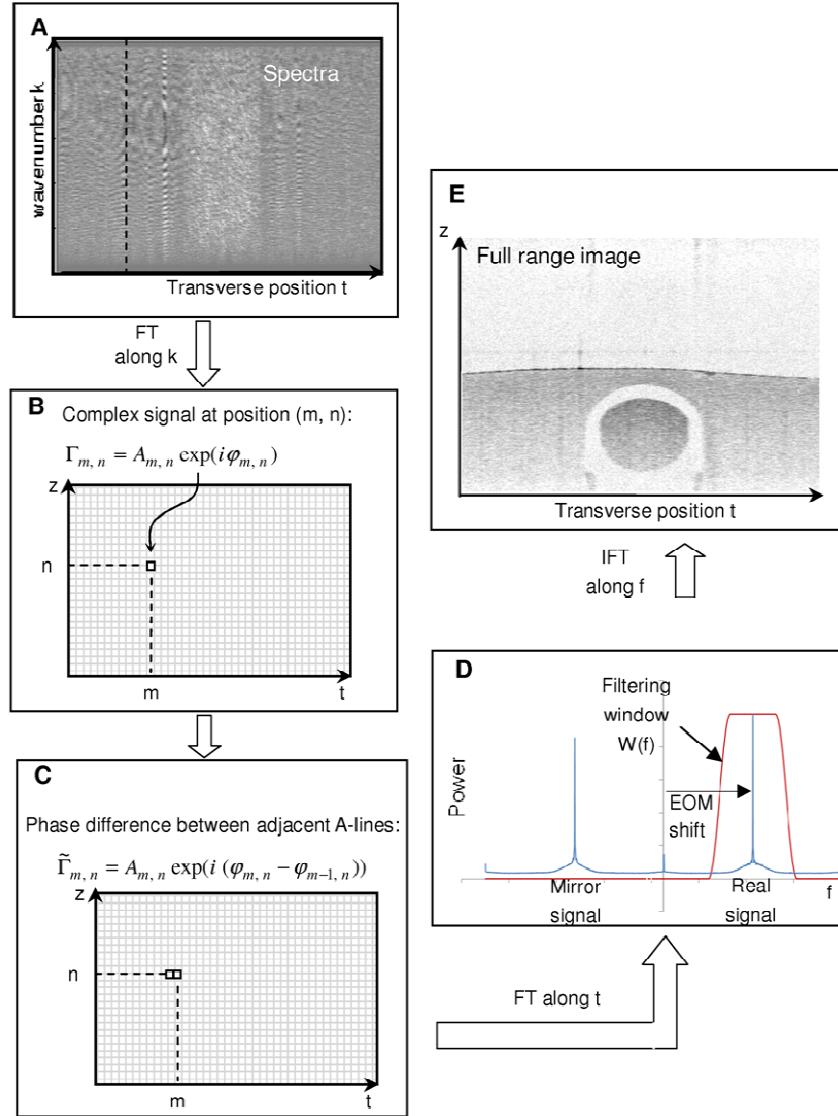 A
Spectra
wavenumber k
Transverse position t
FT
along k
B
Complex signal at position (m, n):
Γm, n = Am, n exp(iφm, n)
z
n
m
t
C
Phase difference between adjacent A-lines:
Γ̃m, n = Am, n exp(i (φm, n − φm−1, n))
z
n
m
t
FT along t
D
Filtering
window
W(f)
Power
EOM
shift
Mirror
signal
Real
signal
f
IFT
along f
E
z
Full range image
Transverse position t